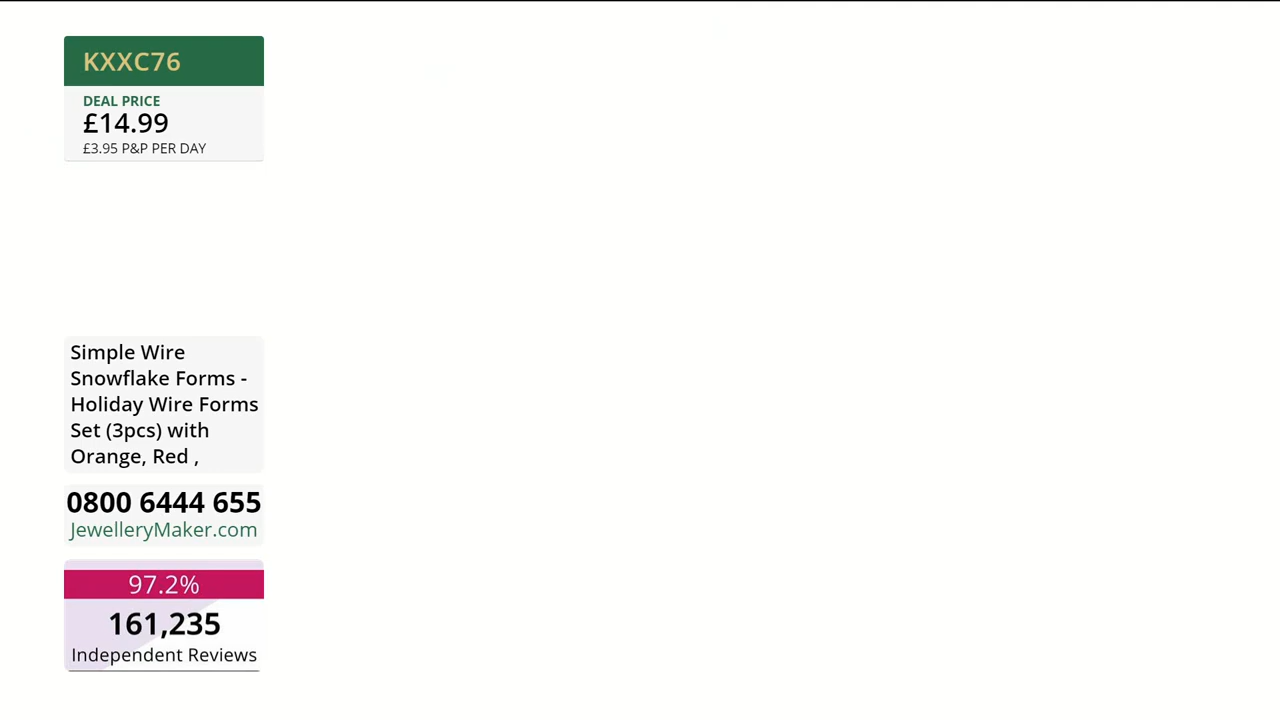 KXXC76
DEAL PRICE
£14.99
£3.95 P&P PER DAY
Simple Wire
Snowflake Forms -
Holiday Wire Forms
Set (3pcs) with
Orange, Red ,
0800 6444 655
JewelleryMaker.com
97.2%
161,235
Independent Reviews